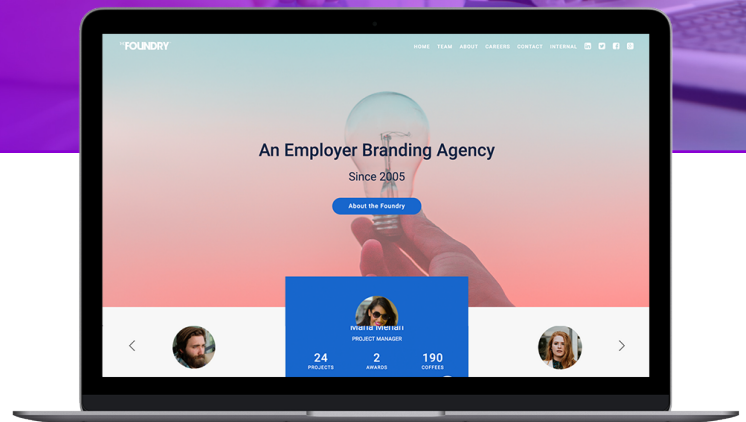 FOUNDRY
HOME TEAM ABOUT CAREERS CONTACT INTERNAL
An Employer Branding Agency
Since 2005
About the Foundry
PROJECT MANAGER
24 2 190
PROJECTS AWARDS COFFEES